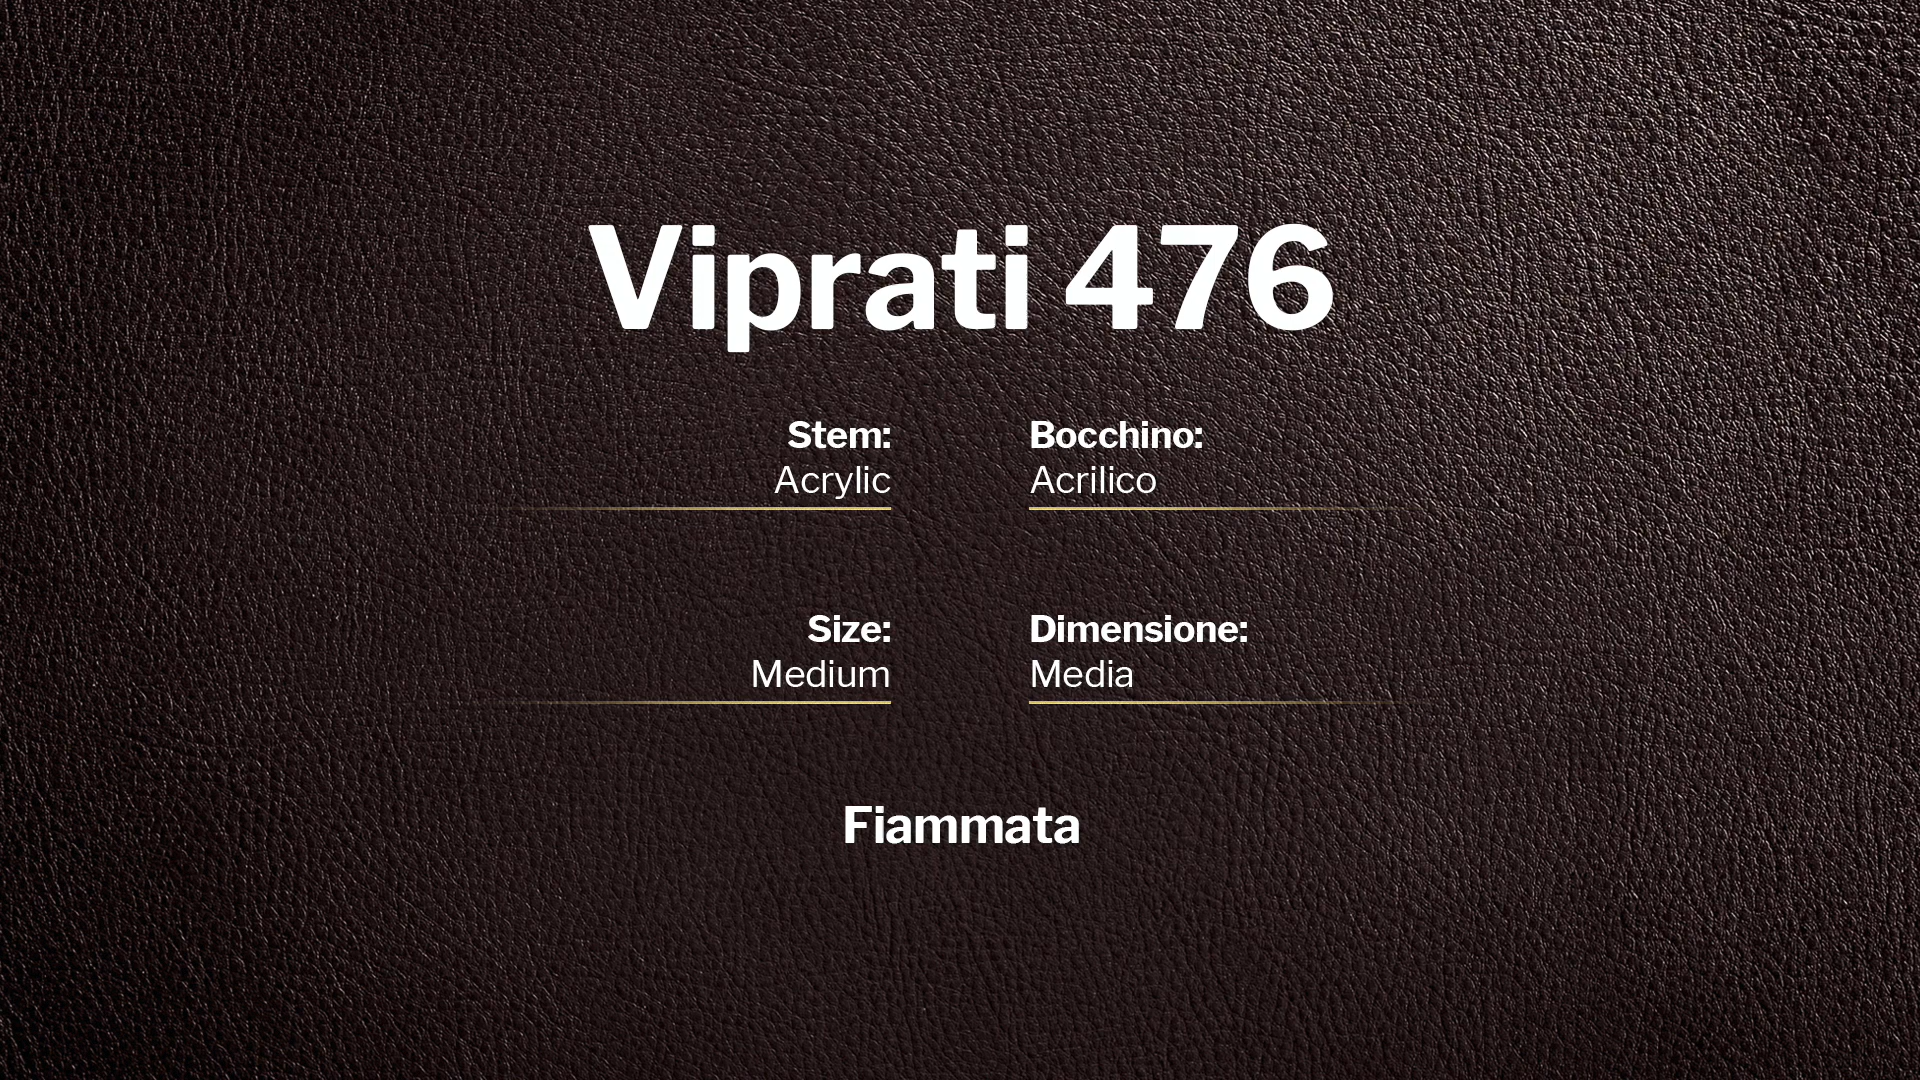 Viprati 476
Stem:
Acrylic
Bocchino:
Acrilico
Size:
Medium
Dimensione:
Media
Fiammata